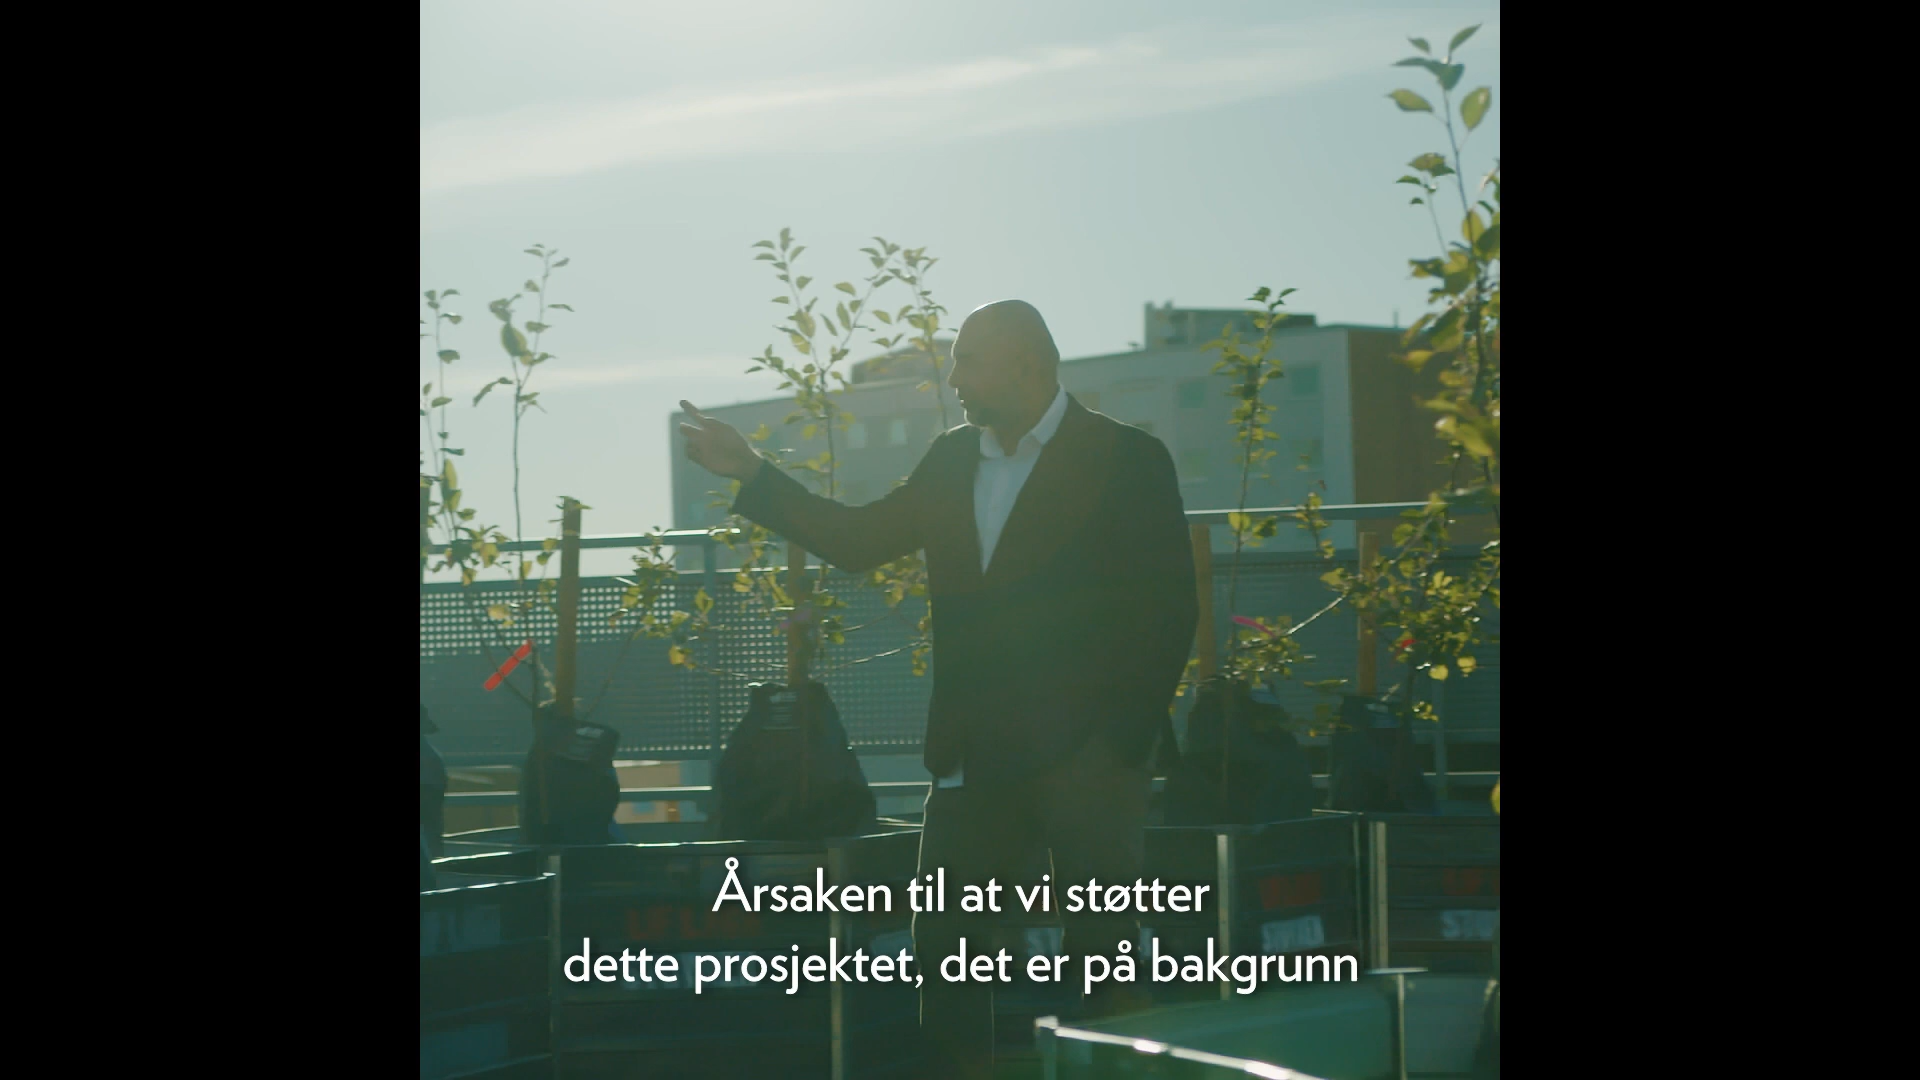 Årsaken til at vi støtter
dette prosjektet, det er på bakgrunn